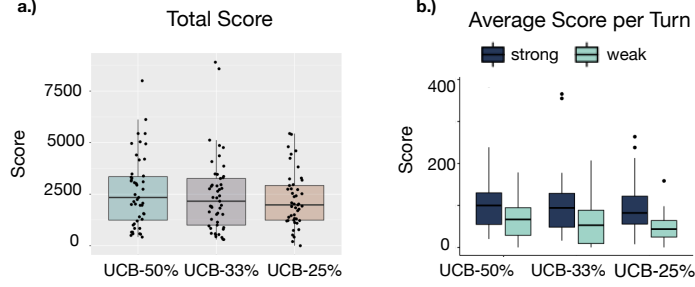 a.)
Total Score
Score
7500
5000
2500
0
UCB-50% UCB-33% UCB-25%
b.)
Average Score per Turn
strong weak
Score
400
200
0
UCB-50% UCB-33% UCB-25%